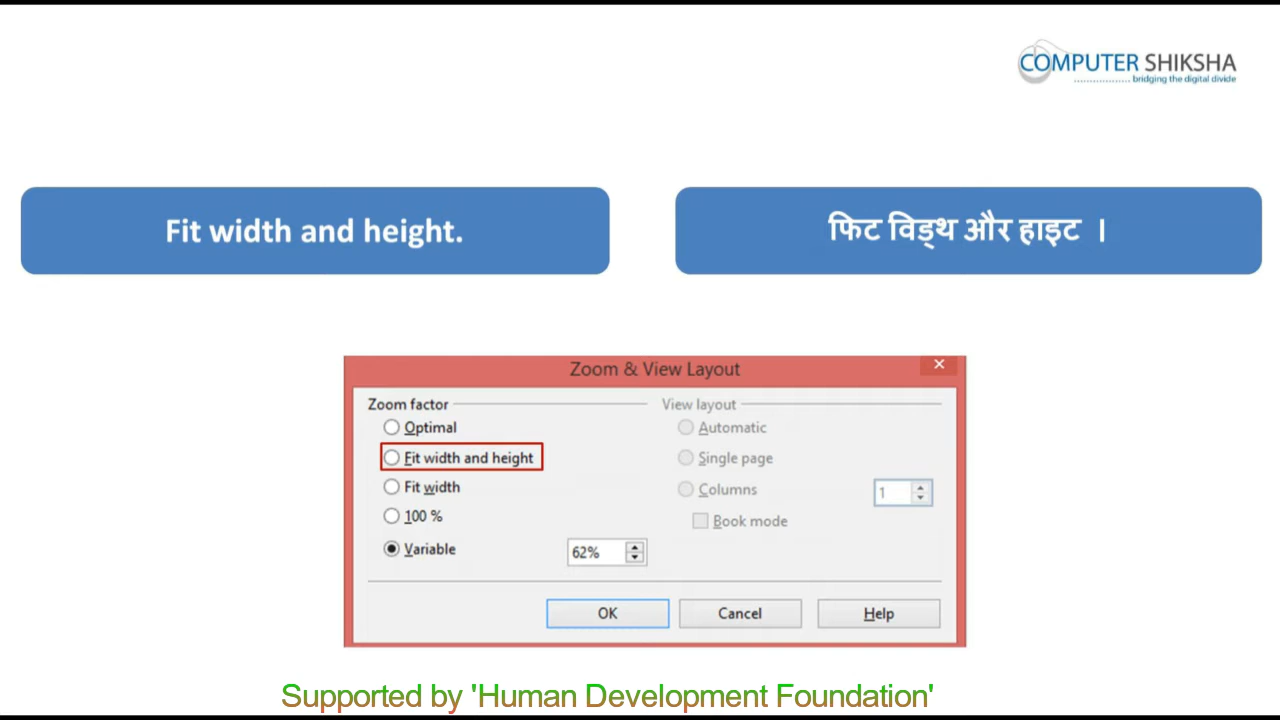 COMPUTER SHIKSHA
bridging the digital divide
Fit width and height.
फिट विड्थ और हाइट ।
Zoom & View Layout
Zoom factor
Optimal
Fit width and height
Fit width
100 %
Variable
62%
View layout
Automatic
Single page
Columns
1
Book mode
OK
Cancel
Help
Supported by 'Human Development Foundation'